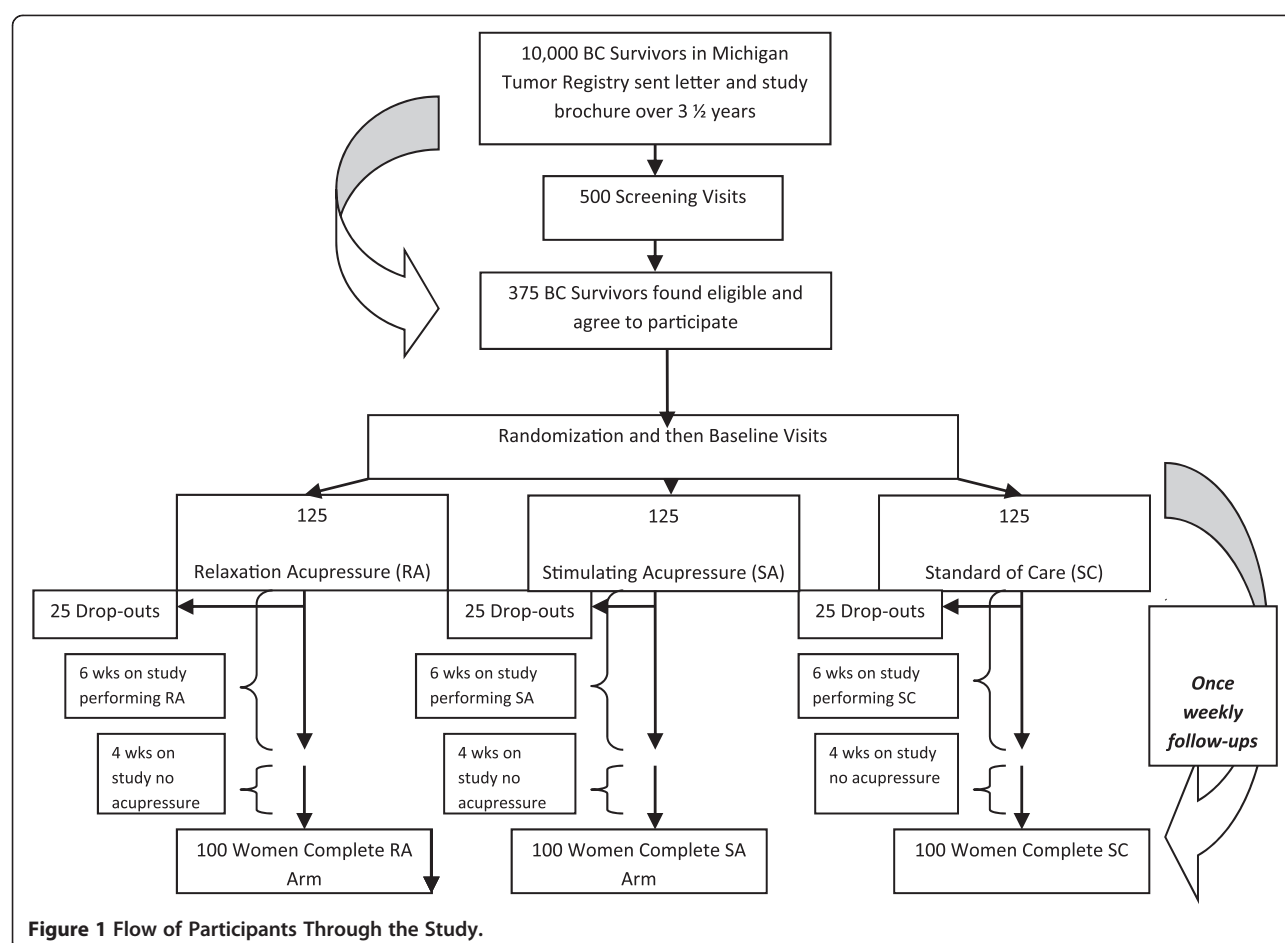 10,000 BC Survivors in Michigan
Tumor Registry sent letter and study
brochure over 3 ½ years
500 Screening Visits
375 BC Survivors found eligible and
agree to participate
Randomization and then Baseline Visits
125
Relaxation Acupressure (RA)
125
Stimulating Acupressure (SA)
125
Standard of Care (SC)
25 Drop-outs
25 Drop-outs
25 Drop-outs
6 wks on study
performing RA
6 wks on study
performing SA
6 wks on study
performing SC
Once
weekly
follow-ups
4 wks on
study no
acupressure
4 wks on
study no
acupressure
4 wks on study
no acupressure
100 Women Complete RA
Arm
100 Women Complete SA
Arm
100 Women Complete SC
Figure 1 Flow of Participants Through the Study.